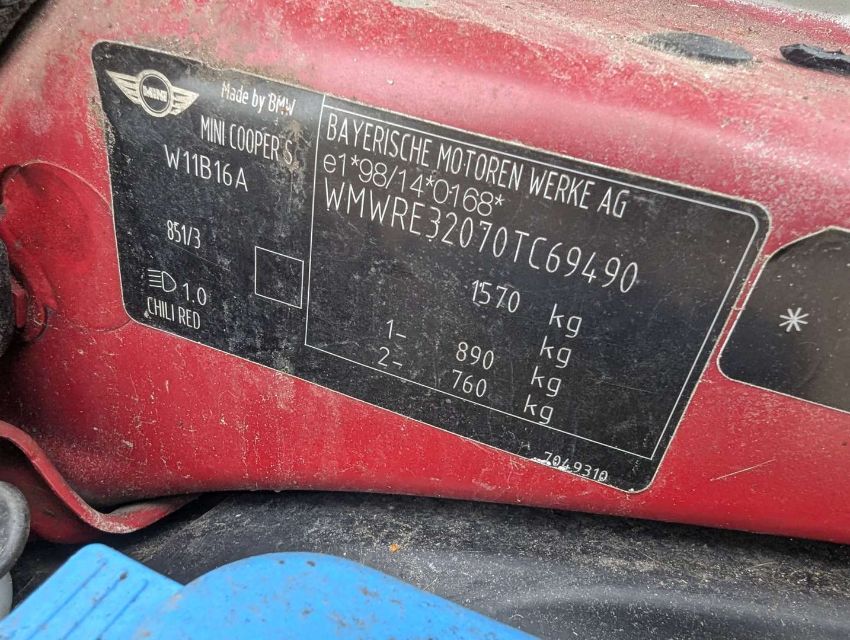 MINI
Made by BMW
MINI COOPER S
W11B16A
851/3
1.0
CHILI RED
BAYERISCHE MOTOREN WERKE AG
e1*98/14*0168*
WMWRE32070TC69490
1570 kg
kg
1- 890 kg
2- 760 kg
7049310
*